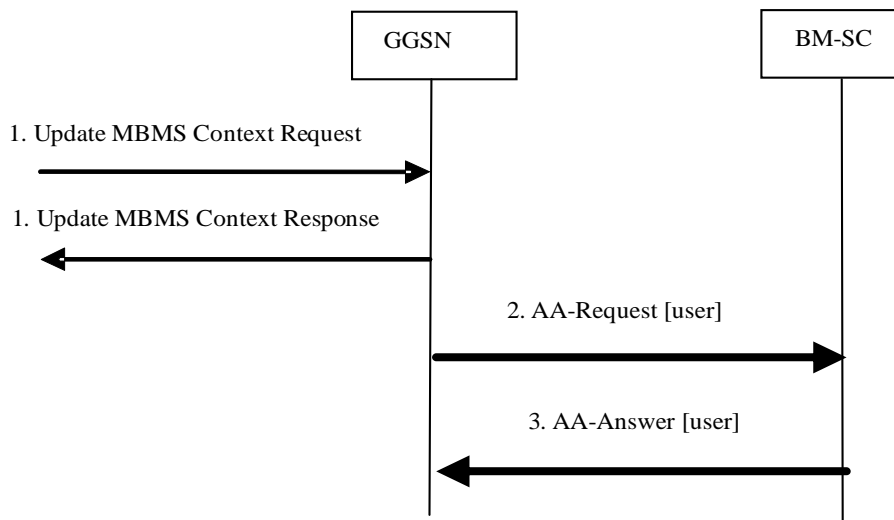 GGSN
BM-SC
1. Update MBMS Context Request
1. Update MBMS Context Response
2. AA-Request [user]
3. AA-Answer [user]